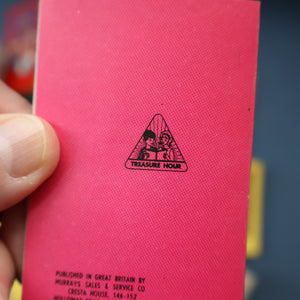 TREASURE HOUR
PUBLISHED IN GREAT BRITAIN BY
MURRAYS SALES & SERVICE CO
CRESTA HOUSE, 146-152